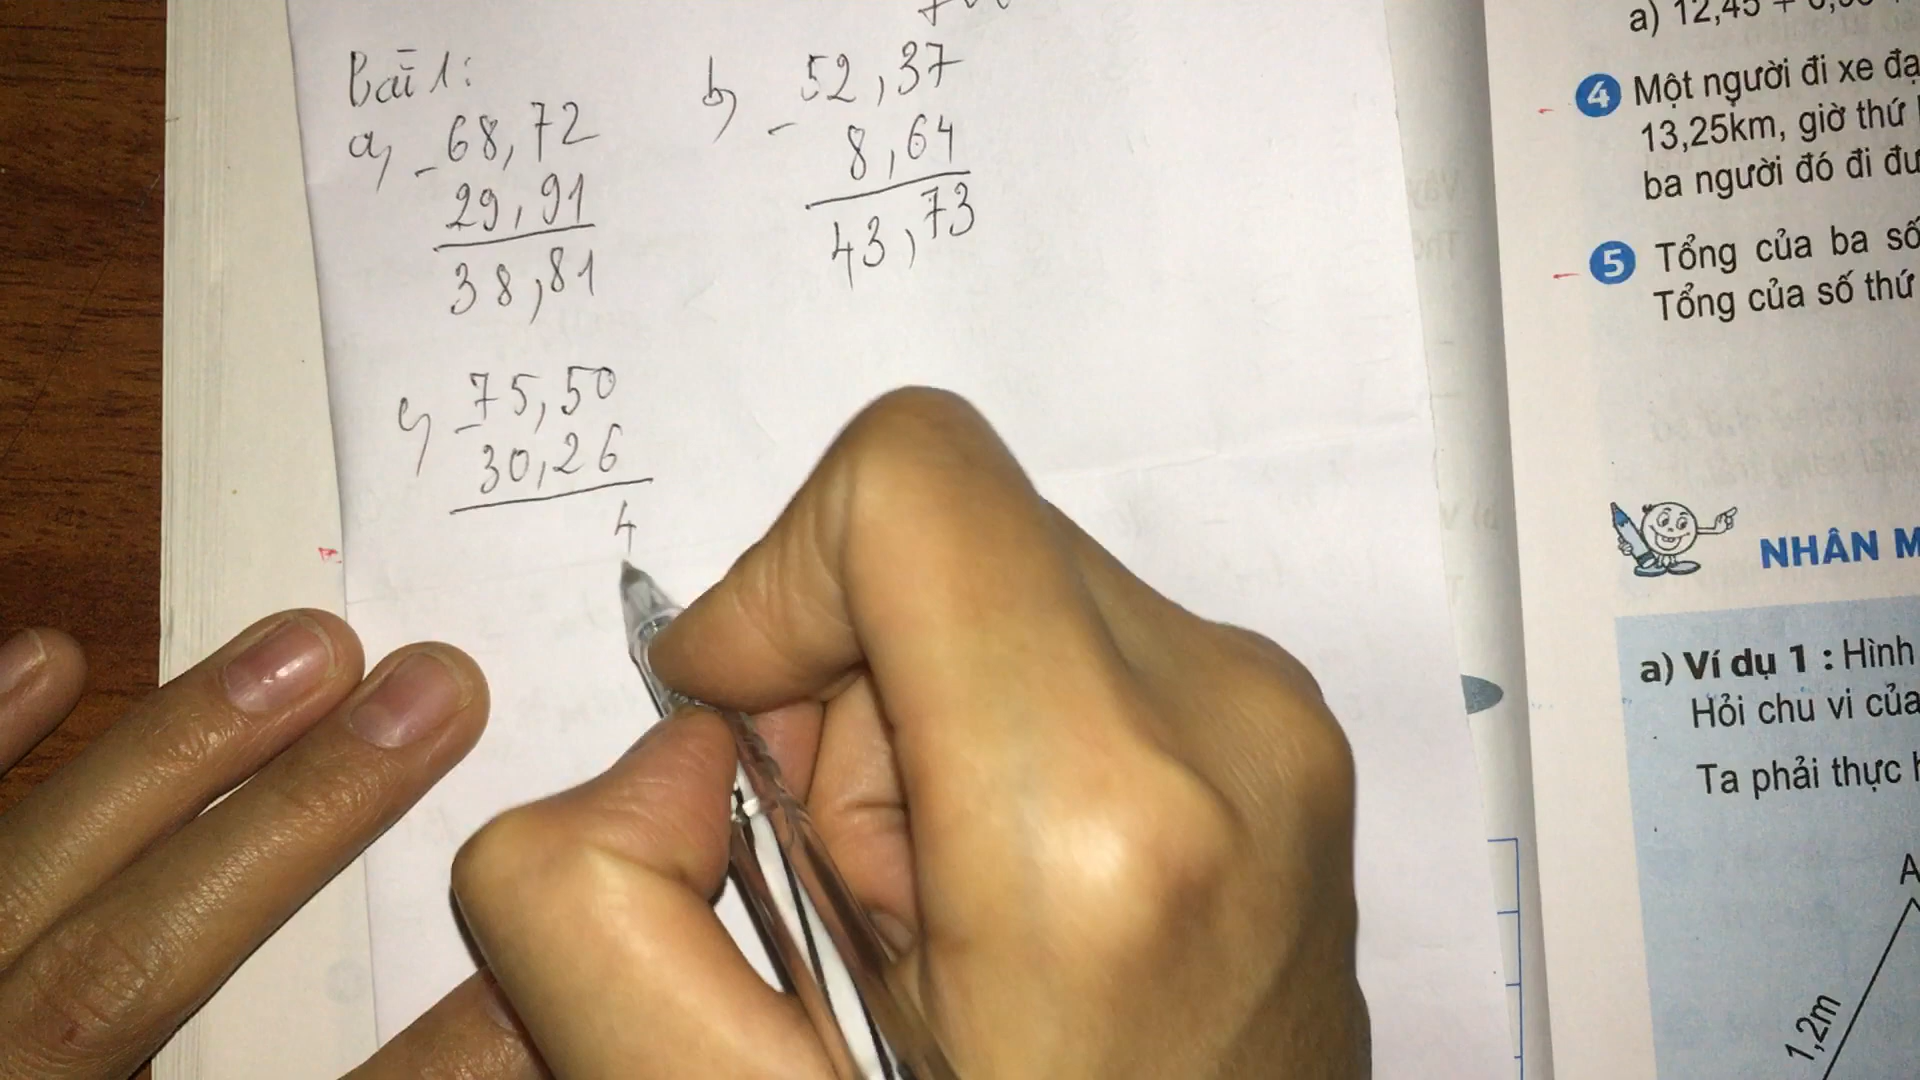 Bài 1:
a) - 68,72
29,91
38,81
b) - 52,37
8,64
43,73
c) - 75,50
30,26
4
a) 12,45 +
4 Một người đi xe đạ
13,25km, giờ thứ
ba người đó đi đư
5 Tổng của ba số
Tổng của số thứ
NHÂN M
a) Ví dụ 1 : Hình
Hỏi chu vi của
Ta phải thực h
A
1,2m